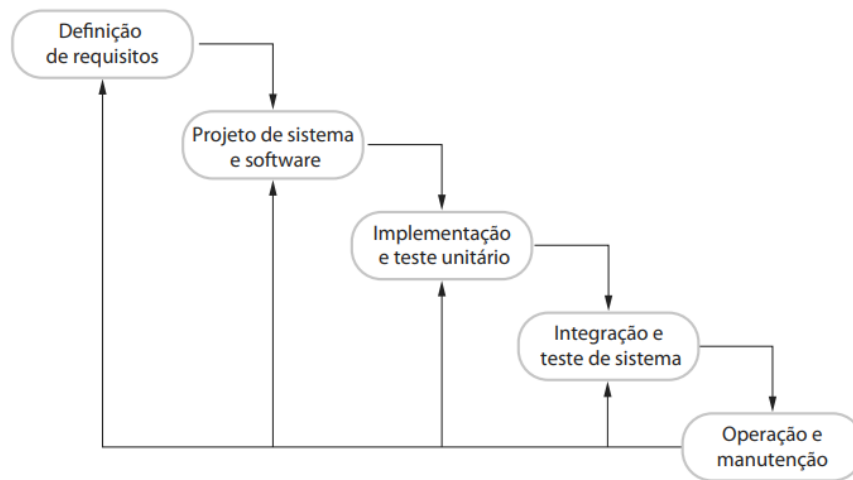 Definição
de requisitos
Projeto de sistema
e software
Implementação
e teste unitário
Integração e
teste de sistema
Operação e
manutenção